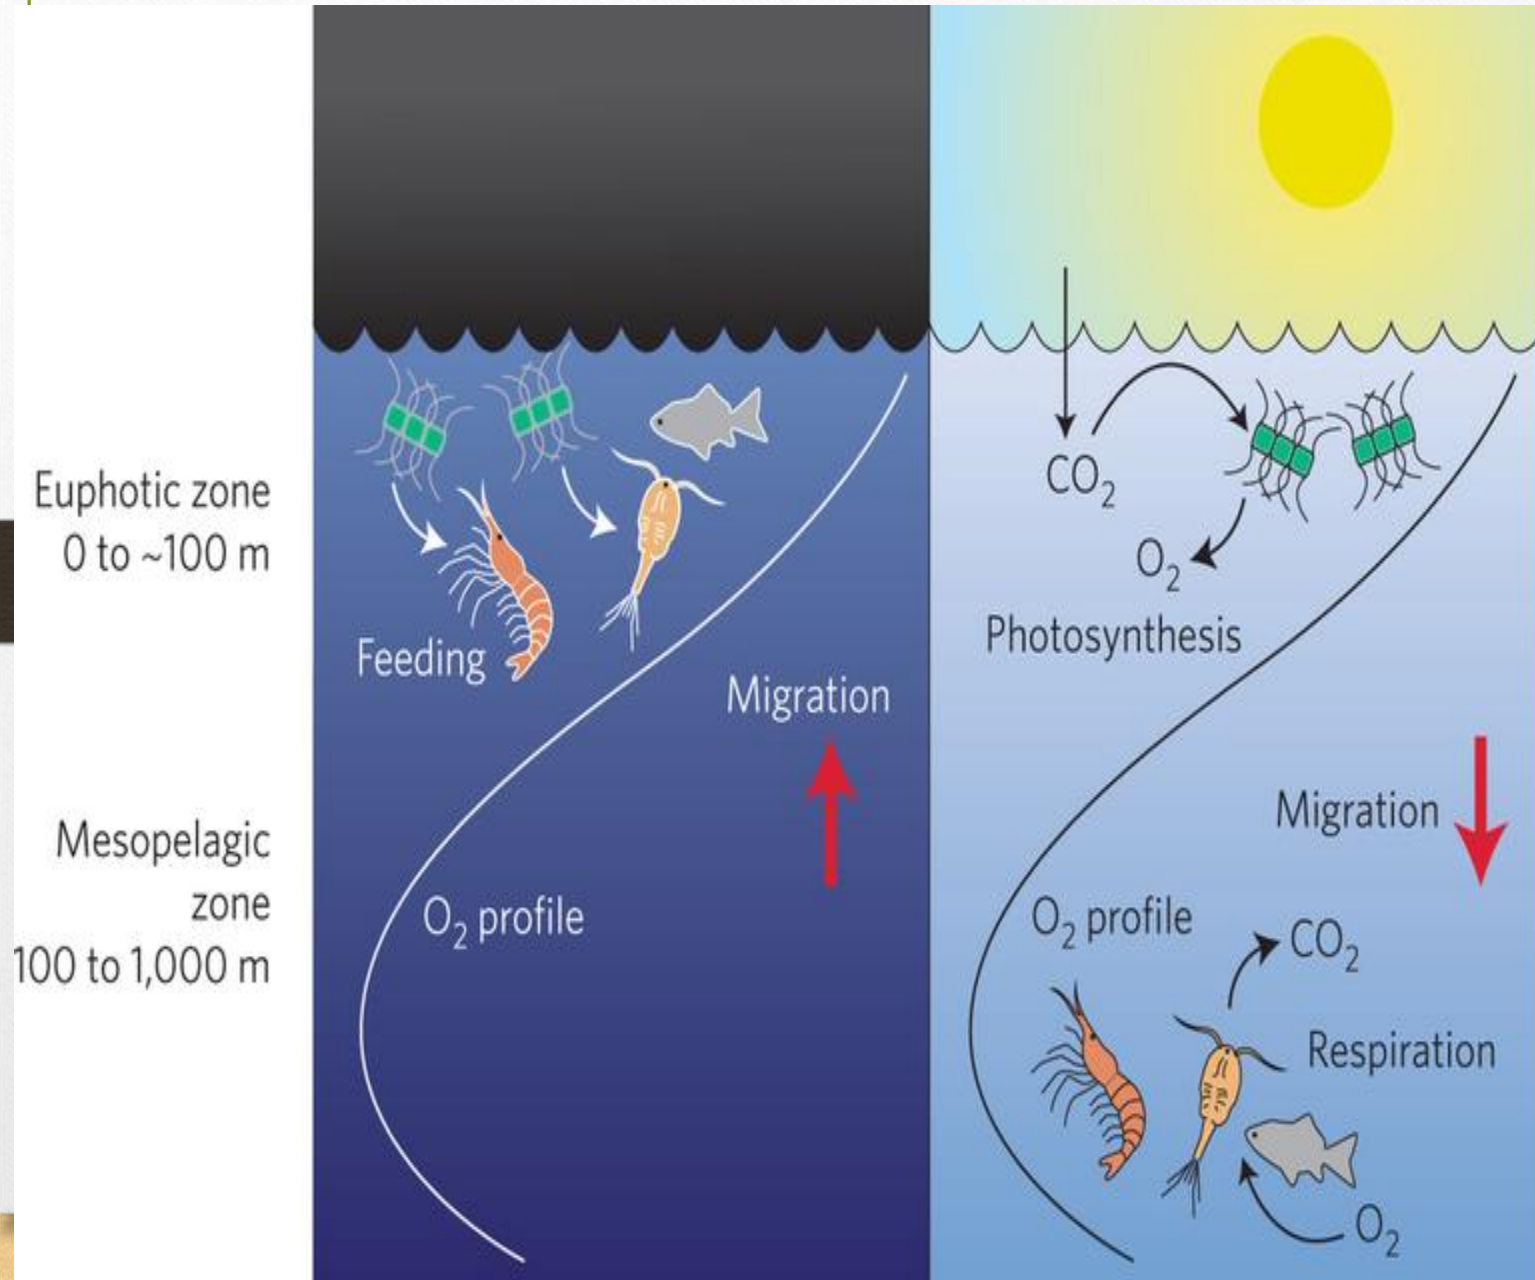 Euphotic zone
0 to ~100 m
Mesopelagic
zone
100 to 1,000 m
Feeding
Migration
O₂ profile
CO₂
O₂
Photosynthesis
Migration
O₂ profile
CO₂
Respiration
O₂